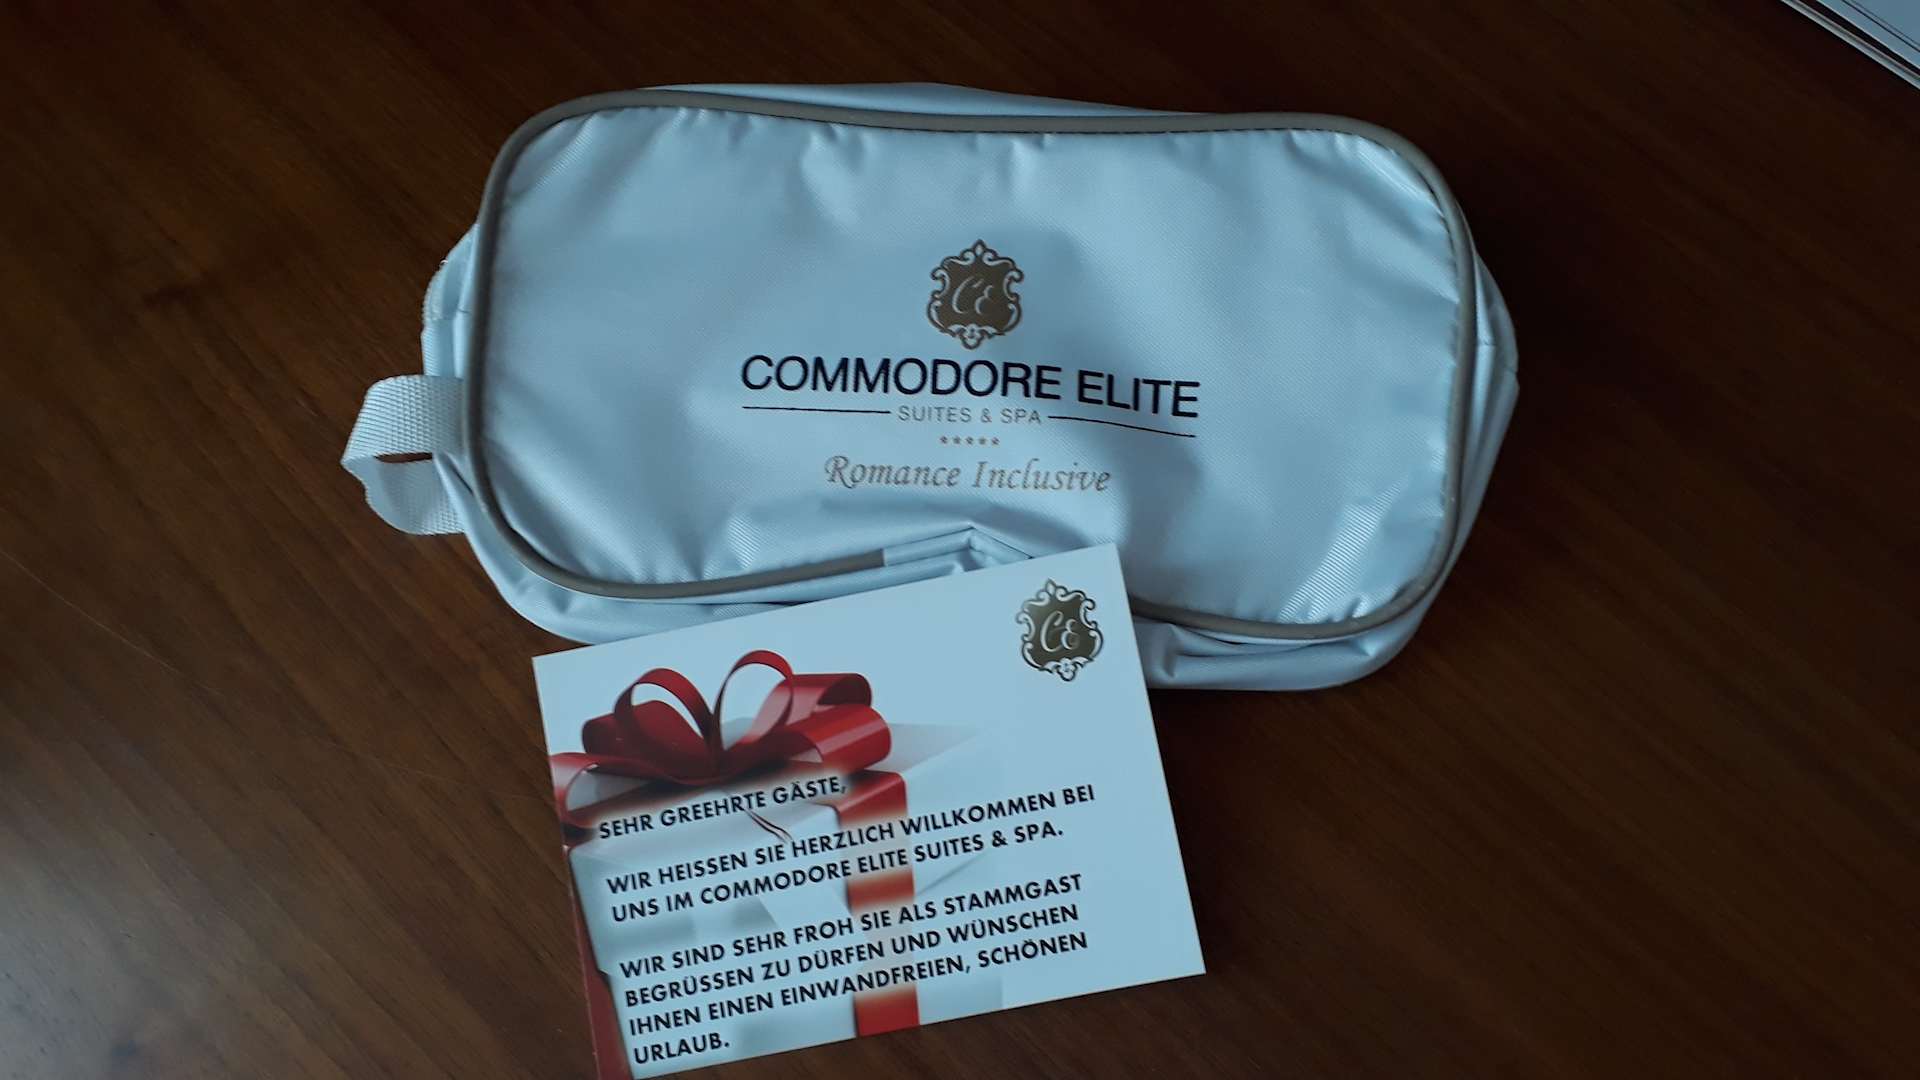 CE
COMMODORE ELITE
SUITES & SPA
*****
Romance Inclusive
CE
SEHR GREEHRTE GÄSTE,
WIR HEISSEN SIE HERZLICH WILLKOMMEN BEI
UNS IM COMMODORE ELITE SUITES & SPA.
WIR SIND SEHR FROH SIE ALS STAMMGAST
BEGRÜSSEN ZU DÜRFEN UND WÜNSCHEN
IHNEN EINEN EINWANDFREIEN, SCHÖNEN
URLAUB.